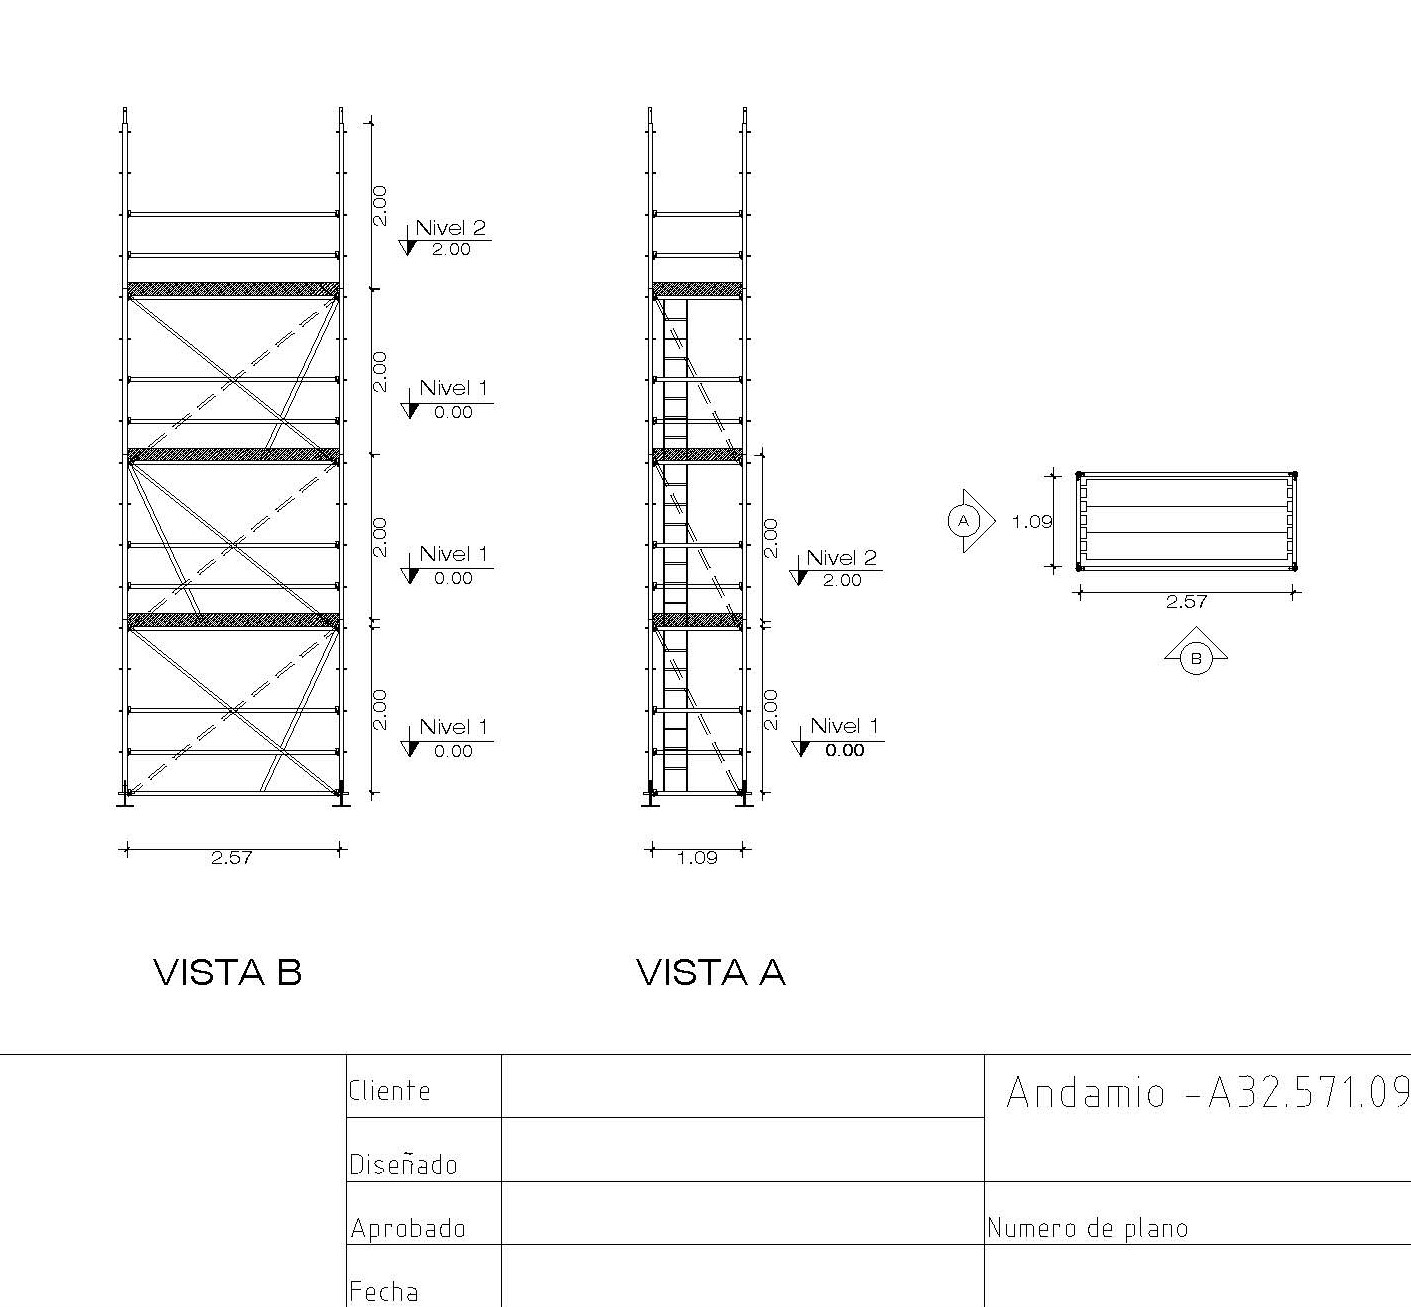 2.00
Nivel 2
2.00
2.00
Nivel 1
0.00
2.00
Nivel 1
0.00
2.00
Nivel 1
0.00
2.57
VISTA B
2.00
Nivel 2
2.00
2.00
Nivel 1
0.00
1.09
VISTA A
A
1.09
2.57
B
Cliente
Andamio -A32.571.09
Diseñado
Aprobado
Numero de plano
Fecha